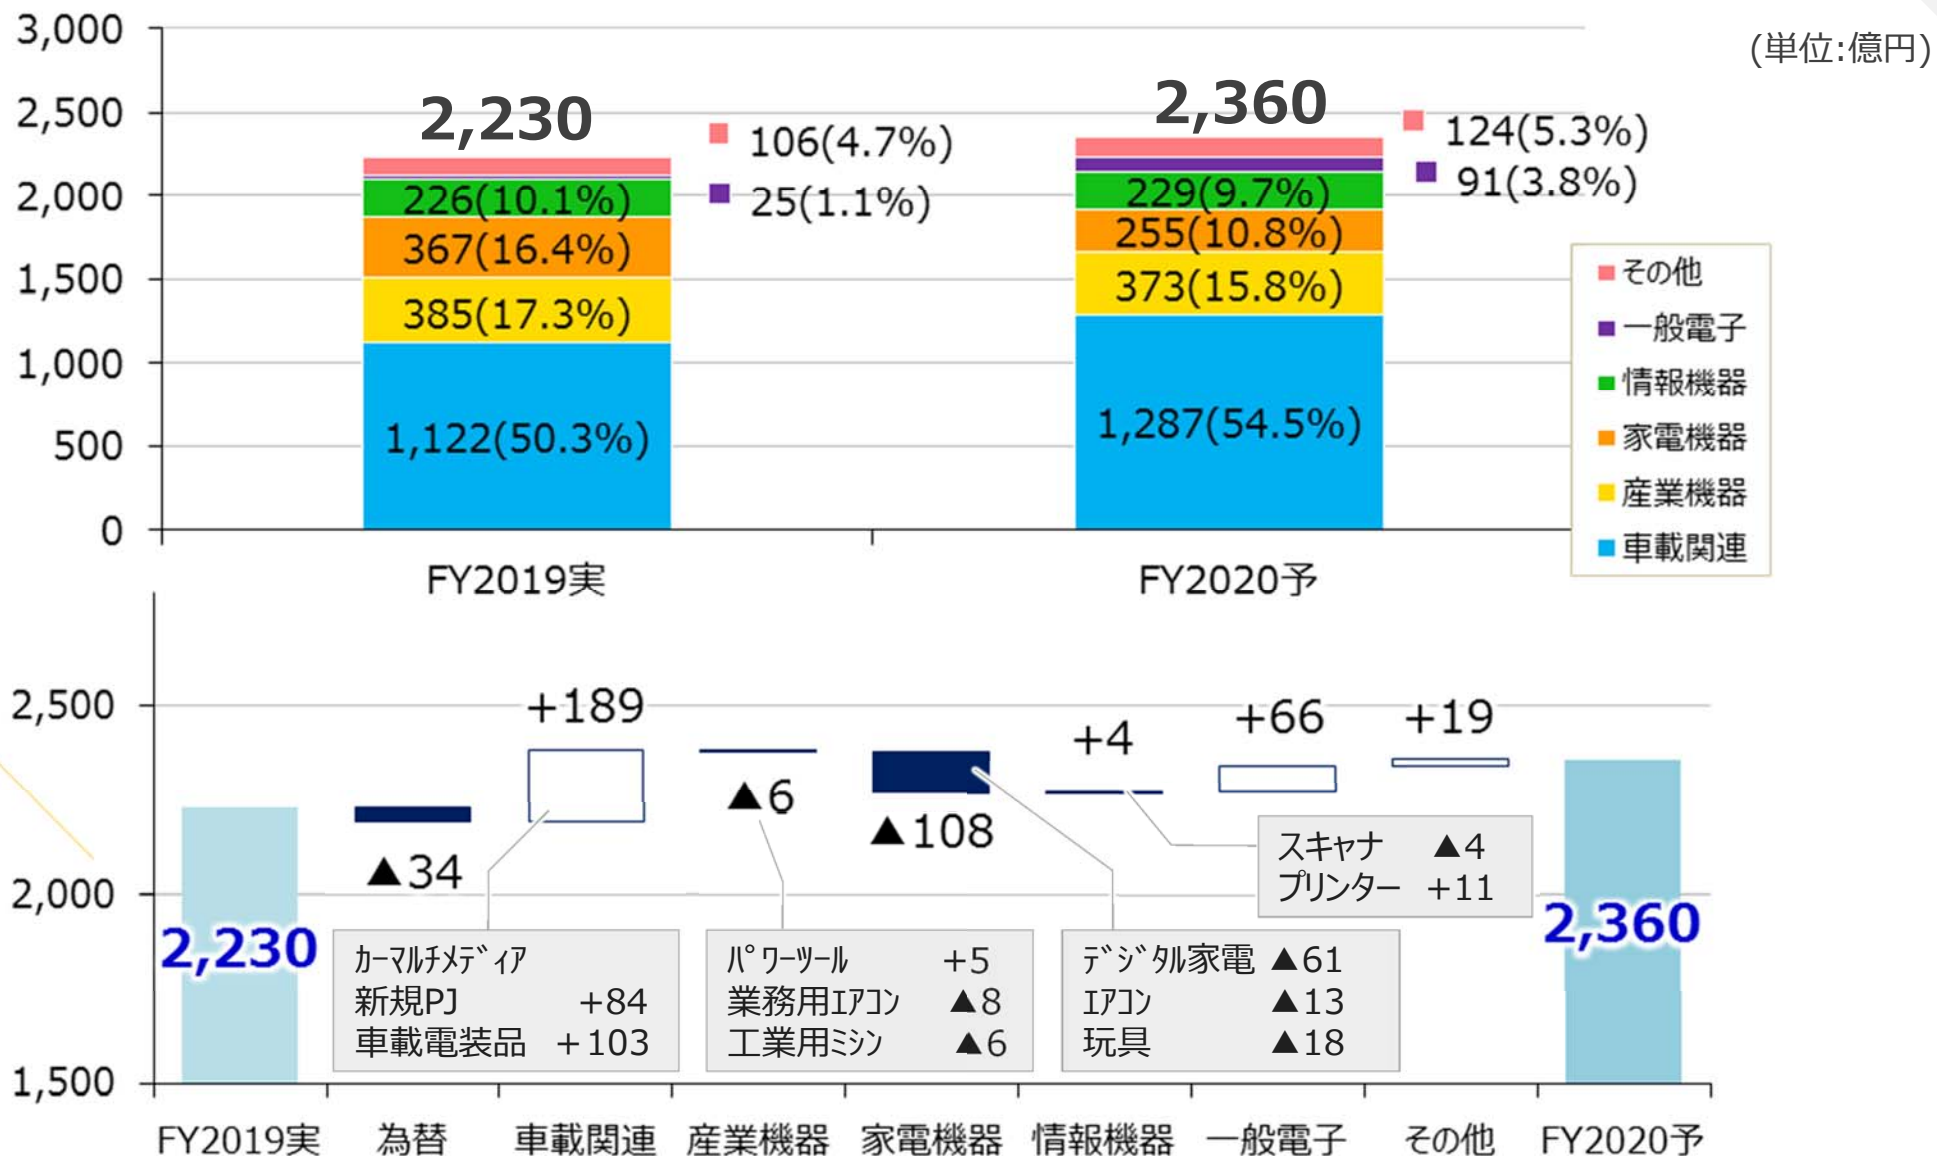 (単位:億円)
3,000
2,500
2,000
1,500
1,000
500
0
2,230
106(4.7%)
25(1.1%)
226(10.1%)
367(16.4%)
385(17.3%)
1,122(50.3%)
FY2019実
2,360
124(5.3%)
91(3.8%)
229(9.7%)
255(10.8%)
373(15.8%)
1,287(54.5%)
FY2020予
その他
一般電子
情報機器
家電機器
産業機器
車載関連
2,500
2,000
1,500
2,230
▲34
+189
▲6
▲108
+4
+66
+19
2,360
カーマルチメディア
新規PJ +84
車載電装品 +103
パワーツール +5
業務用エアコン ▲8
工業用ミシン ▲6
デジタル家電 ▲61
エアコン ▲13
玩具 ▲18
スキャナ ▲4
プリンター +11
FY2019実 為替 車載関連 産業機器 家電機器 情報機器 一般電子 その他 FY2020予